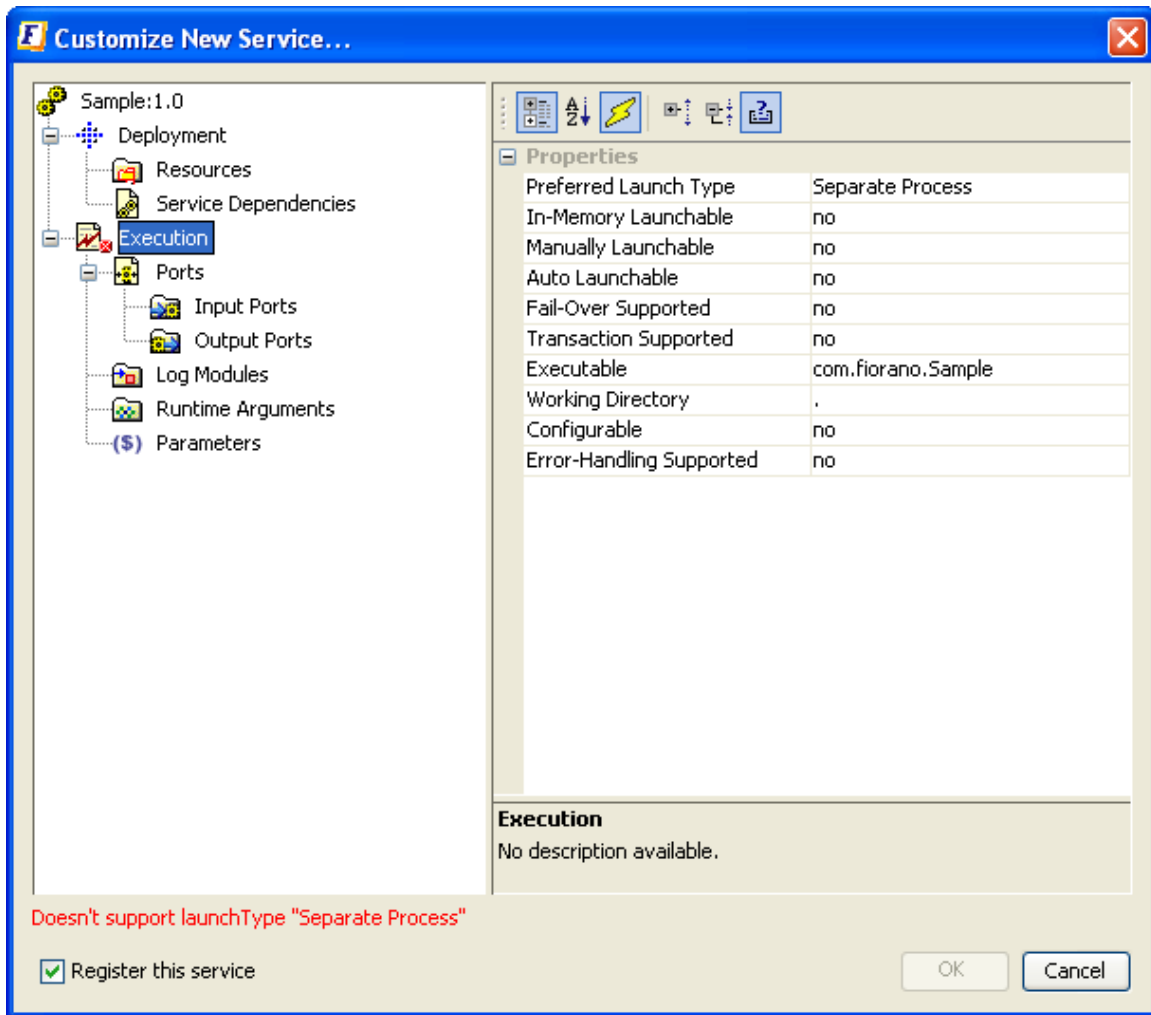 Customize New Service...
Sample:1.0
Deployment
Resources
Service Dependencies
Execution
Ports
Input Ports
Output Ports
Log Modules
Runtime Arguments
($) Parameters
Properties
Preferred Launch Type Separate Process
In-Memory Launchable no
Manually Launchable no
Auto Launchable no
Fail-Over Supported no
Transaction Supported no
Executable com.fiorano.Sample
Working Directory .
Configurable no
Error-Handling Supported no
Execution
No description available.
Doesn't support launchType "Separate Process"
Register this service
OK Cancel